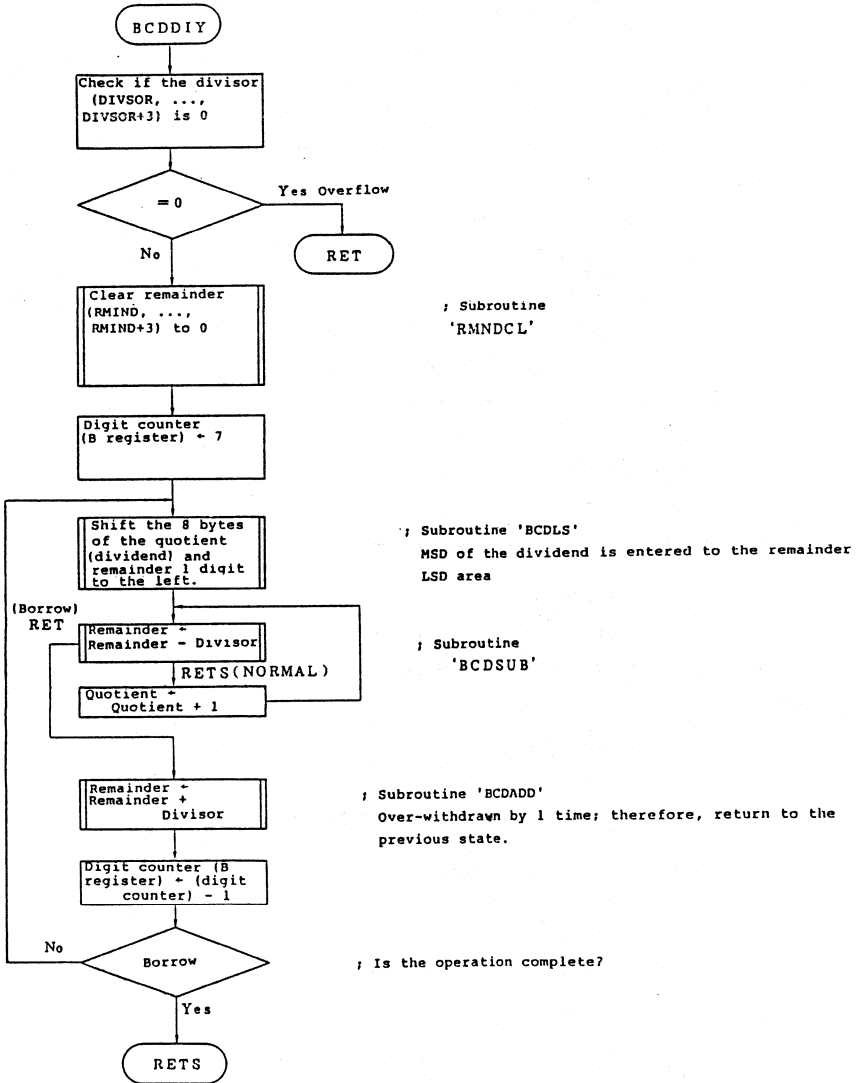 BCDDIY
Check if the divisor
(DIVSOR, ...,
DIVSOR+3) is 0
= 0
Yes Overflow
RET
No
Clear remainder
(RMIND, ...,
RMIND+3) to 0
; Subroutine
'RMNDCL'
Digit counter
(B register) ← 7
Shift the 8 bytes
of the quotient
(dividend) and
remainder 1 digit
to the left.
; Subroutine 'BCDLS'
MSD of the dividend is entered to the remainder
LSD area
(Borrow)
RET
Remainder ←
Remainder - Divisor
; Subroutine
'BCDSUB'
RETS(NORMAL)
Quotient ←
Quotient + 1
Remainder ←
Remainder +
Divisor
; Subroutine 'BCDADD'
Over-withdrawn by 1 time; therefore, return to the
previous state.
Digit counter (B
register) ← (digit
counter) - 1
No
Borrow
; Is the operation complete?
Yes
RETS